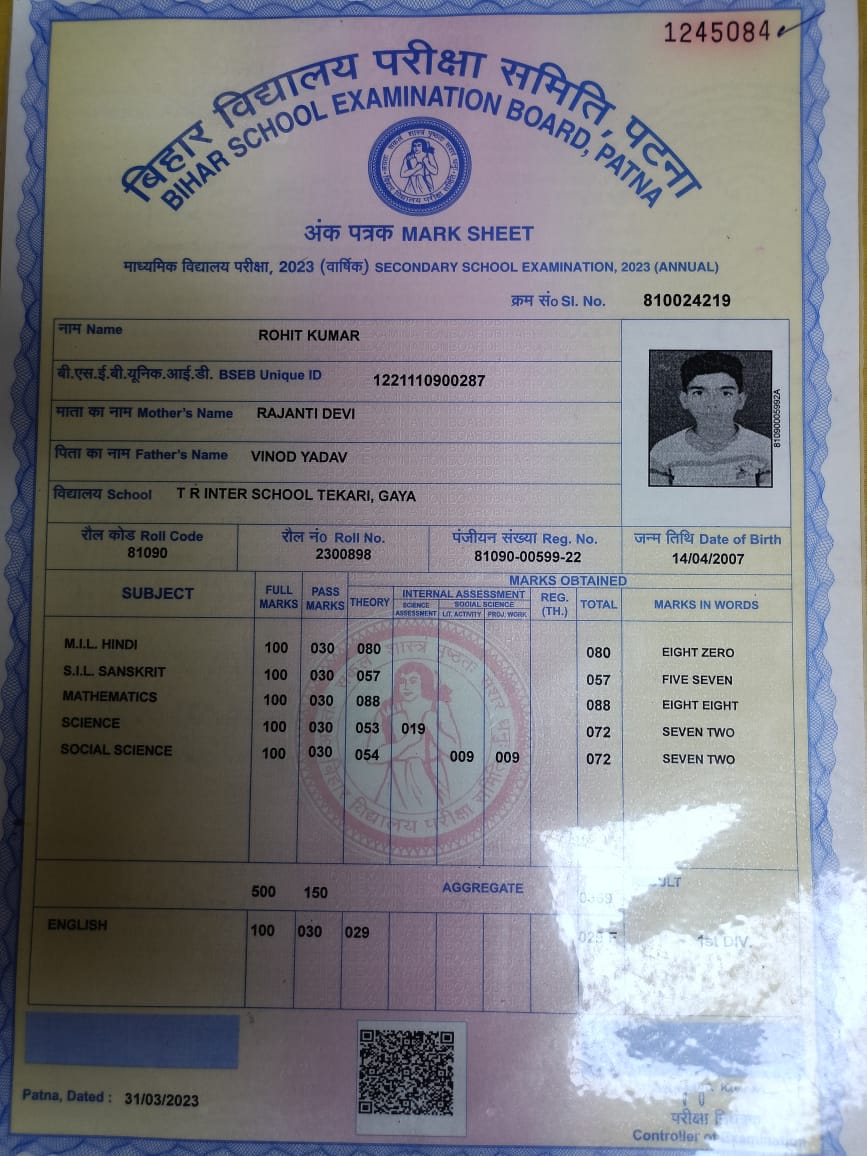 1245084
बिहार विद्यालय परीक्षा समिति, पटना
BIHAR SCHOOL EXAMINATION BOARD, PATNA
अंक पत्रक MARK SHEET
माध्यमिक विद्यालय परीक्षा, 2023 (वार्षिक) SECONDARY SCHOOL EXAMINATION, 2023 (ANNUAL)
क्रम सं० SI. No. 810024219
नाम Name ROHIT KUMAR
बी.एस.ई.बी.यूनिक.आई.डी. BSEB Unique ID 1221110900287
माता का नाम Mother's Name RAJANTI DEVI
पिता का नाम Father's Name VINOD YADAV
विद्यालय School T R INTER SCHOOL TEKARI, GAYA
81090005992A
रौल कोड Roll Code रौल नं० Roll No. पंजीयन संख्या Reg. No. जन्म तिथि Date of Birth
81090 2300898 81090-00599-22 14/04/2007
SUBJECT FULL MARKS PASS MARKS MARKS OBTAINED
THEORY INTERNAL ASSESSMENT REG. (TH.) TOTAL MARKS IN WORDS
SCIENCE ASSESSMENT SOCIAL SCIENCE
LIT. ACTIVITY PROJ. WORK
M.I.L. HINDI 100 030 080 080 EIGHT ZERO
S.I.L. SANSKRIT 100 030 057 057 FIVE SEVEN
MATHEMATICS 100 030 088 088 EIGHT EIGHT
SCIENCE 100 030 053 019 072 SEVEN TWO
SOCIAL SCIENCE 100 030 054 009 009 072 SEVEN TWO
बिहार विद्यालय परीक्षा समिति
500 150 AGGREGATE
ENGLISH 100 030 029 1st DIV.
Patna, Dated : 31/03/2023
परीक्षा
Controller of Examination